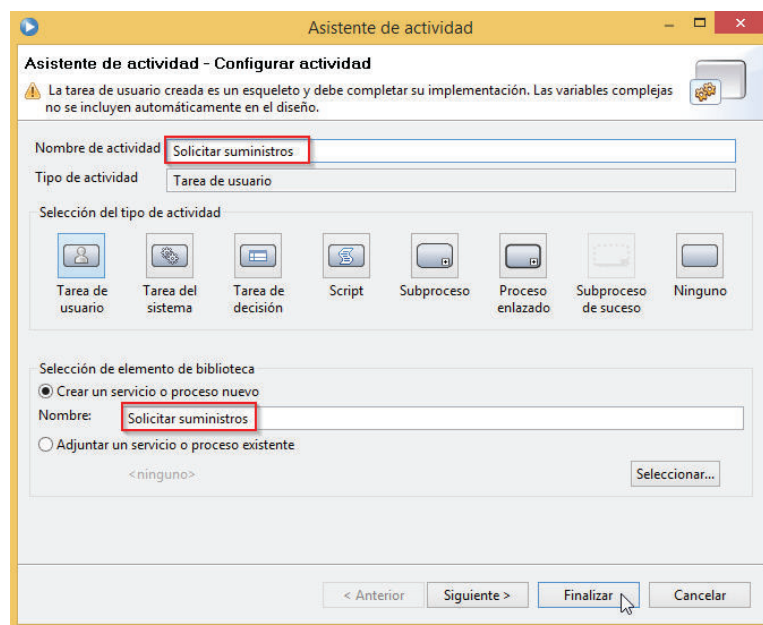 Asistente de actividad
Asistente de actividad - Configurar actividad
La tarea de usuario creada es un esqueleto y debe completar su implementación. Las variables complejas
no se incluyen automáticamente en el diseño.
Nombre de actividad Solicitar suministros
Tipo de actividad Tarea de usuario
Selección del tipo de actividad
Tarea de usuario
Tarea del sistema
Tarea de decisión
Script
Subproceso
Proceso enlazado
Subproceso de suceso
Ninguno
Selección de elemento de biblioteca
Crear un servicio o proceso nuevo
Nombre: Solicitar suministros
Adjuntar un servicio o proceso existente
<ninguno> Seleccionar...
< Anterior Siguiente > Finalizar Cancelar